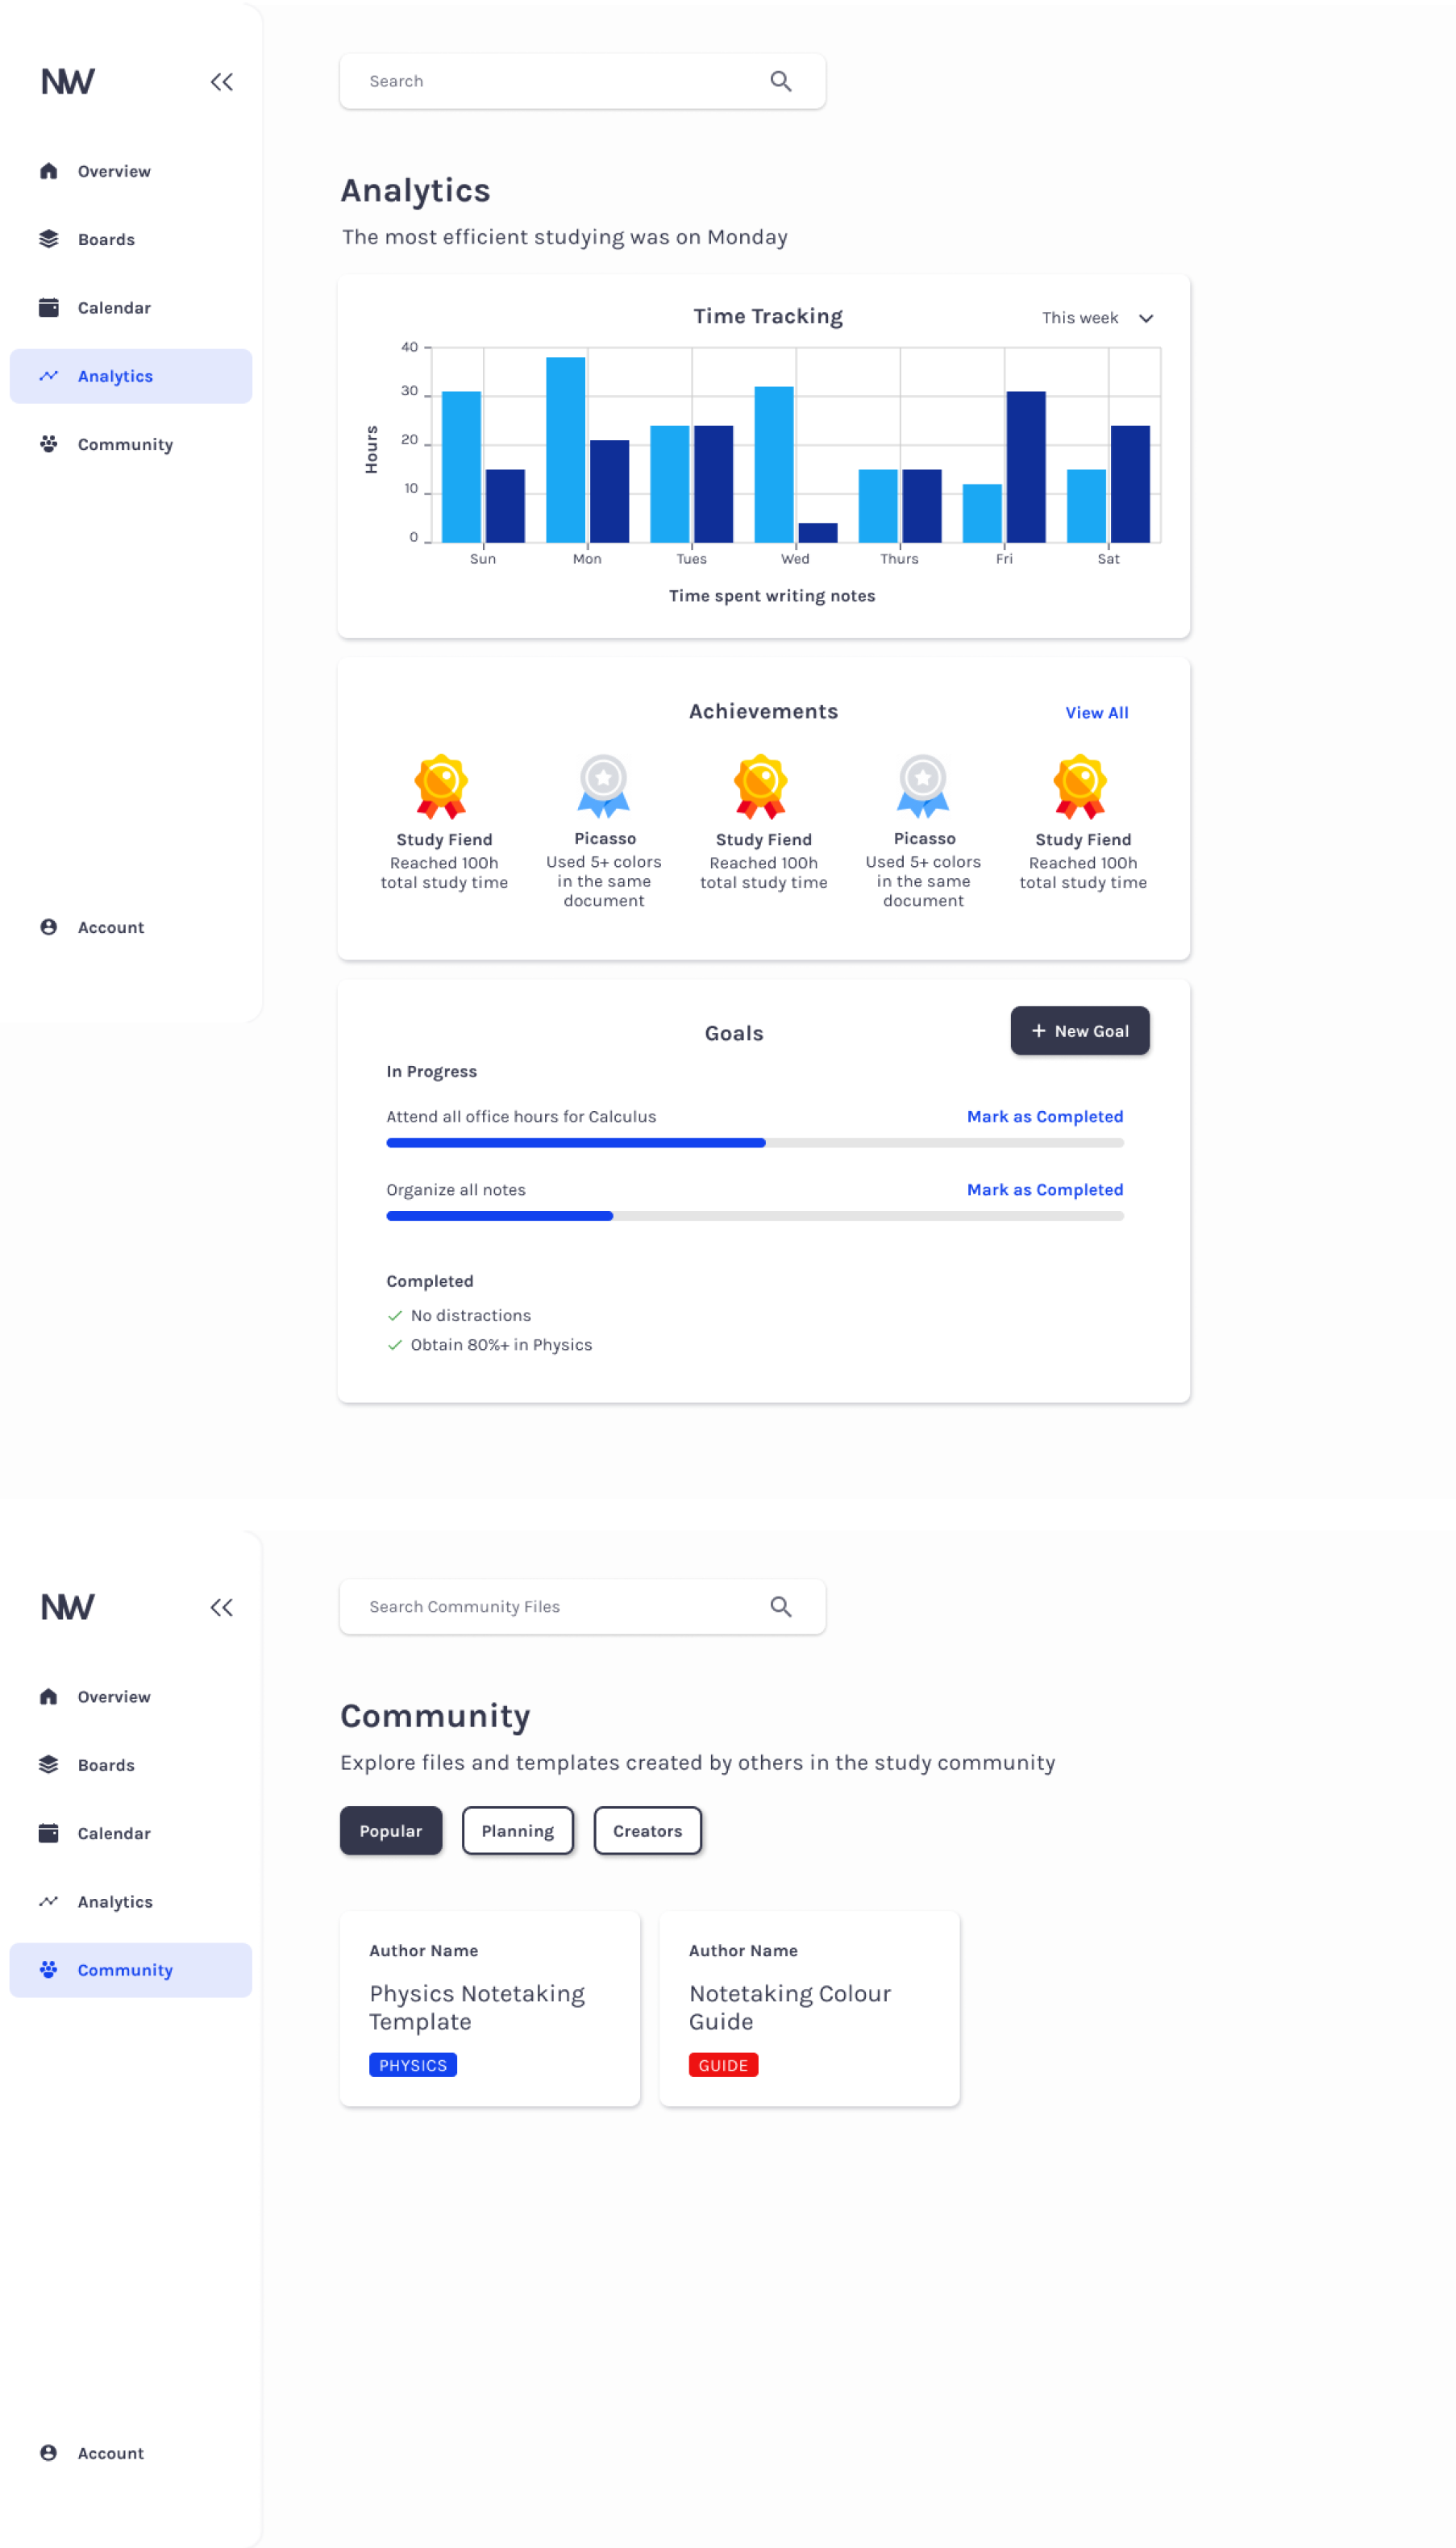 NW
Overview
Boards
Calendar
Analytics
Community
Account
Search
Analytics
The most efficient studying was on Monday
Time Tracking
This week
Hours
40
30
20
10
0
Sun Mon Tues Wed Thurs Fri Sat
Time spent writing notes
Achievements
View All
Study Fiend
Reached 100h
total study time
Picasso
Used 5+ colors
in the same
document
Study Fiend
Reached 100h
total study time
Picasso
Used 5+ colors
in the same
document
Study Fiend
Reached 100h
total study time
Goals
+ New Goal
In Progress
Attend all office hours for Calculus
Mark as Completed
Organize all notes
Mark as Completed
Completed
No distractions
Obtain 80%+ in Physics
NW
Overview
Boards
Calendar
Analytics
Community
Account
Search Community Files
Community
Explore files and templates created by others in the study community
Popular
Planning
Creators
Author Name
Physics Notetaking
Template
PHYSICS
Author Name
Notetaking Colour
Guide
GUIDE